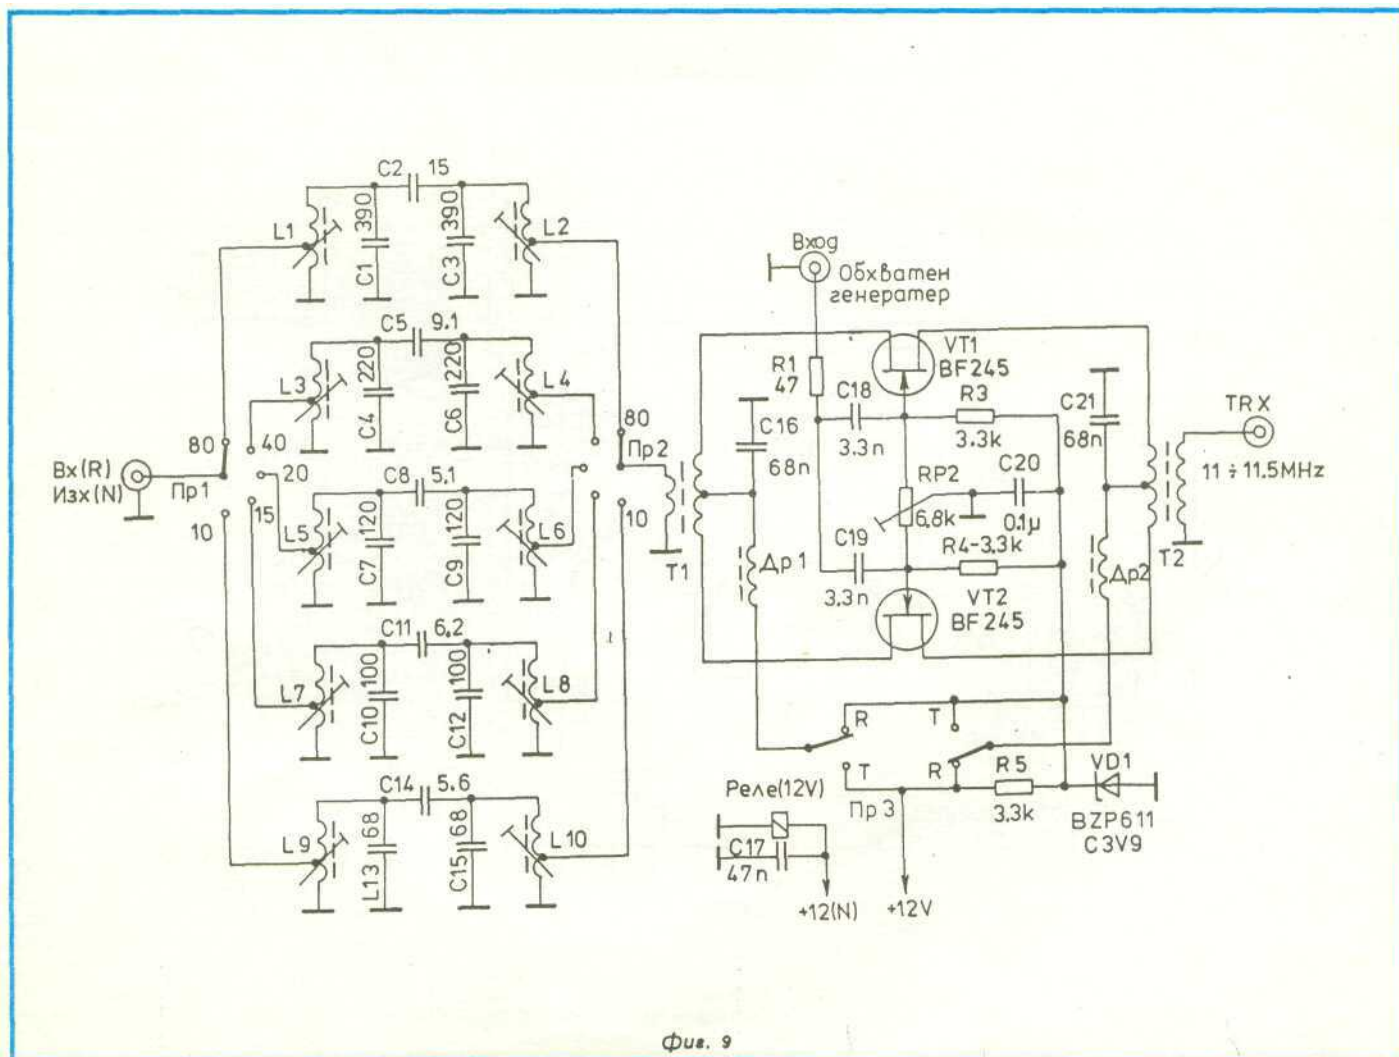 C2 15
390
390
L1
L2
C1
C3
Вход
Обхватен
генератер
C5 9.1
220
220
L3
L4
C4
C6
VT1
BF245
R1
47
C18
3.3n
R3
3.3k
C21
68n
TRX
11 ÷ 11.5MHz
80
40
20
15
10
Вх(R)
Изх(N)
Пр1
80
Пр2
10
C16
68n
C8 5.1
120
120
L5
L6
C7
C9
T1
Др1
RP2
6.8k
C20
0.1µ
C19
3.3n
R4-3.3k
VT2
BF245
Др2
T2
C11 6.2
100
100
L7
L8
C10
C12
R
T
T
R
Пр3
R5
3.3k
VD1
BZP611
C3V9
Реле(12V)
C17
47n
+12(N)
+12V
C14 5.6
68
68
L9
L10
L13
C15
Фиг. 9